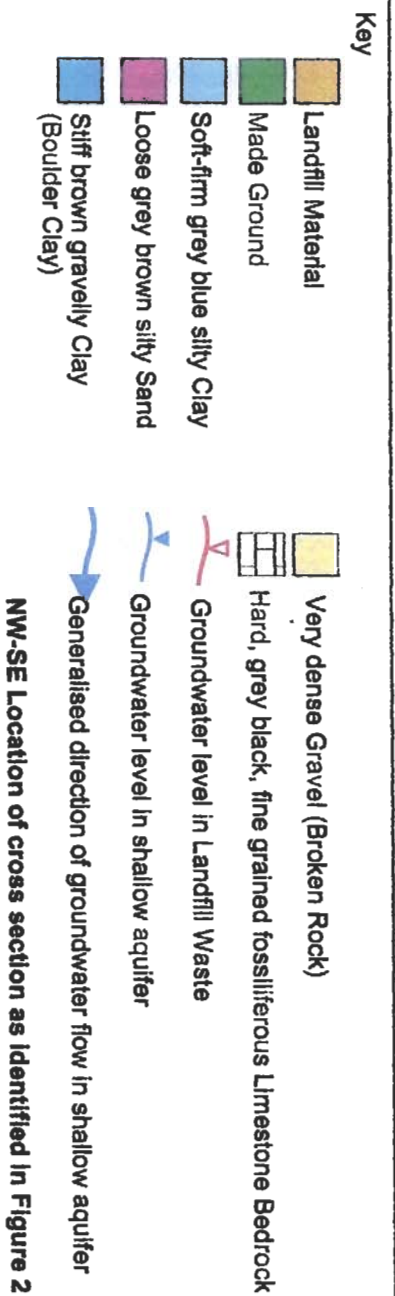 Key
Landfill Material
Made Ground
Soft-firm grey blue silty Clay
Loose grey brown silty Sand
Stiff brown gravelly Clay
(Boulder Clay)
Very dense Gravel (Broken Rock)
Hard, grey black, fine grained fossiliferous Limestone Bedrock
Groundwater level in Landfill Waste
Groundwater level in shallow aquifer
Generalised direction of groundwater flow in shallow aquifer
NW-SE Location of cross section as identified in Figure 2